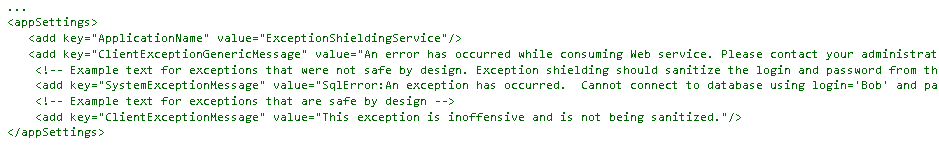 ...
<appSettings>
<add key="ApplicationName" value="ExceptionShieldingService"/>
<add key="ClientExceptionGenericMessage" value="An error has occurred while consuming Web service. Please contact your administrat
<!-- Example text for exceptions that were not safe by design. Exception shielding should sanitize the login and password from th
<add key="SystemExceptionMessage" value="SqlError:An exception has occurred.  Cannot connect to database using login='Bob' and pa
<!-- Example text for exceptions that are safe by design -->
<add key="ClientExceptionMessage" value="This exception is inoffensive and is not being sanitized."/>
</appSettings>